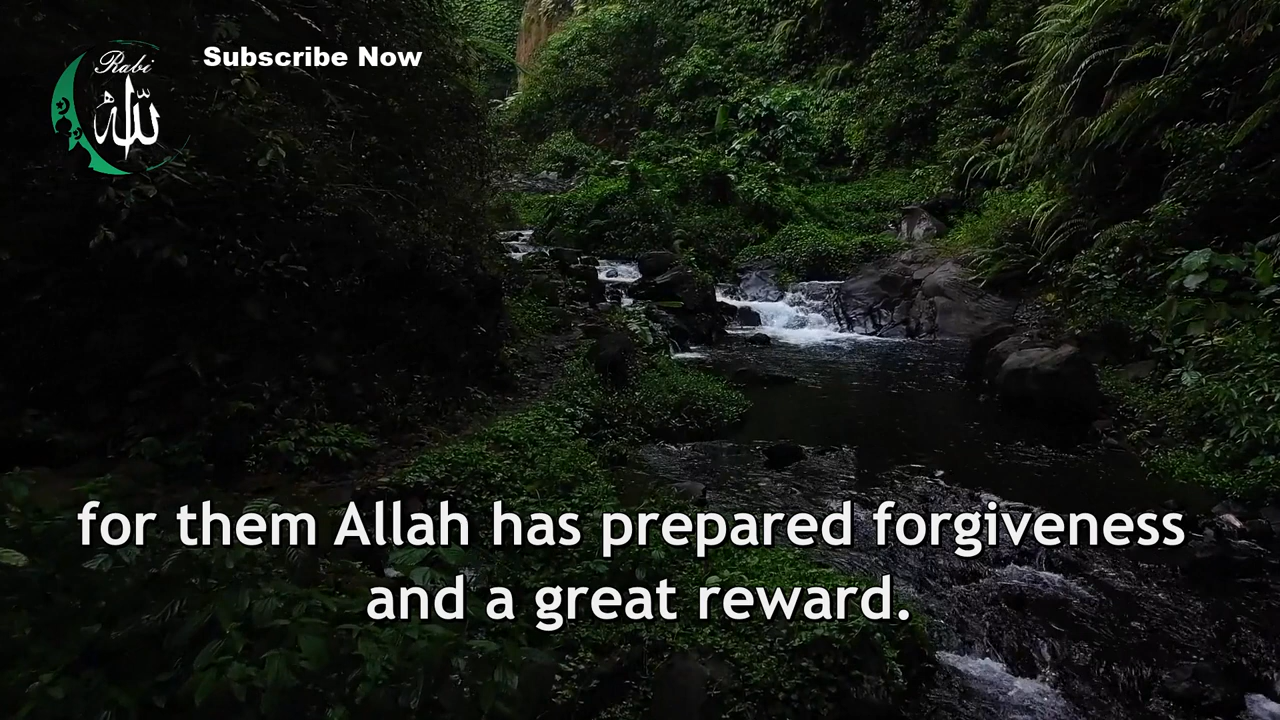 Rabi
الله
Subscribe Now
for them Allah has prepared forgiveness
and a great reward.